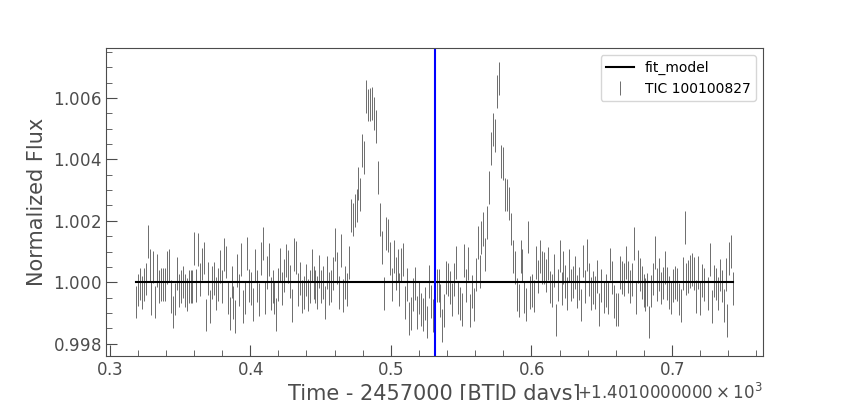 fit_model
TIC 100100827
Normalized Flux
1.006
1.004
1.002
1.000
0.998
0.3 0.4 0.5 0.6 0.7
Time - 2457000 [BTJD days]
+1.4010000000 × 10³